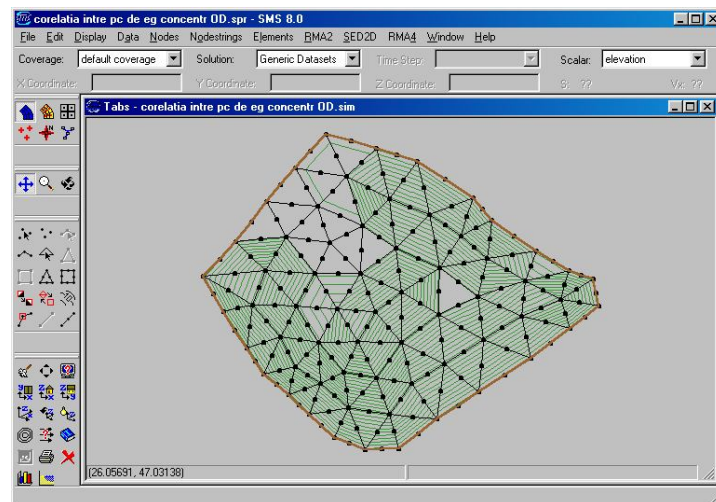 corelatia intre pc de eg concentr OD.spr - SMS 8.0
File Edit Display Data Nodes Nodestrings Elements RMA2 SED2D RMA4 Window Help
Coverage: default coverage Solution: Generic Datasets Time Step: Scalar: elevation
X Coordinate: Y Coordinate: Z Coordinate: S: ?? Vx: ??
Tabs - corelatia intre pc de eg concentr OD.sim
(26.05691, 47.03138)